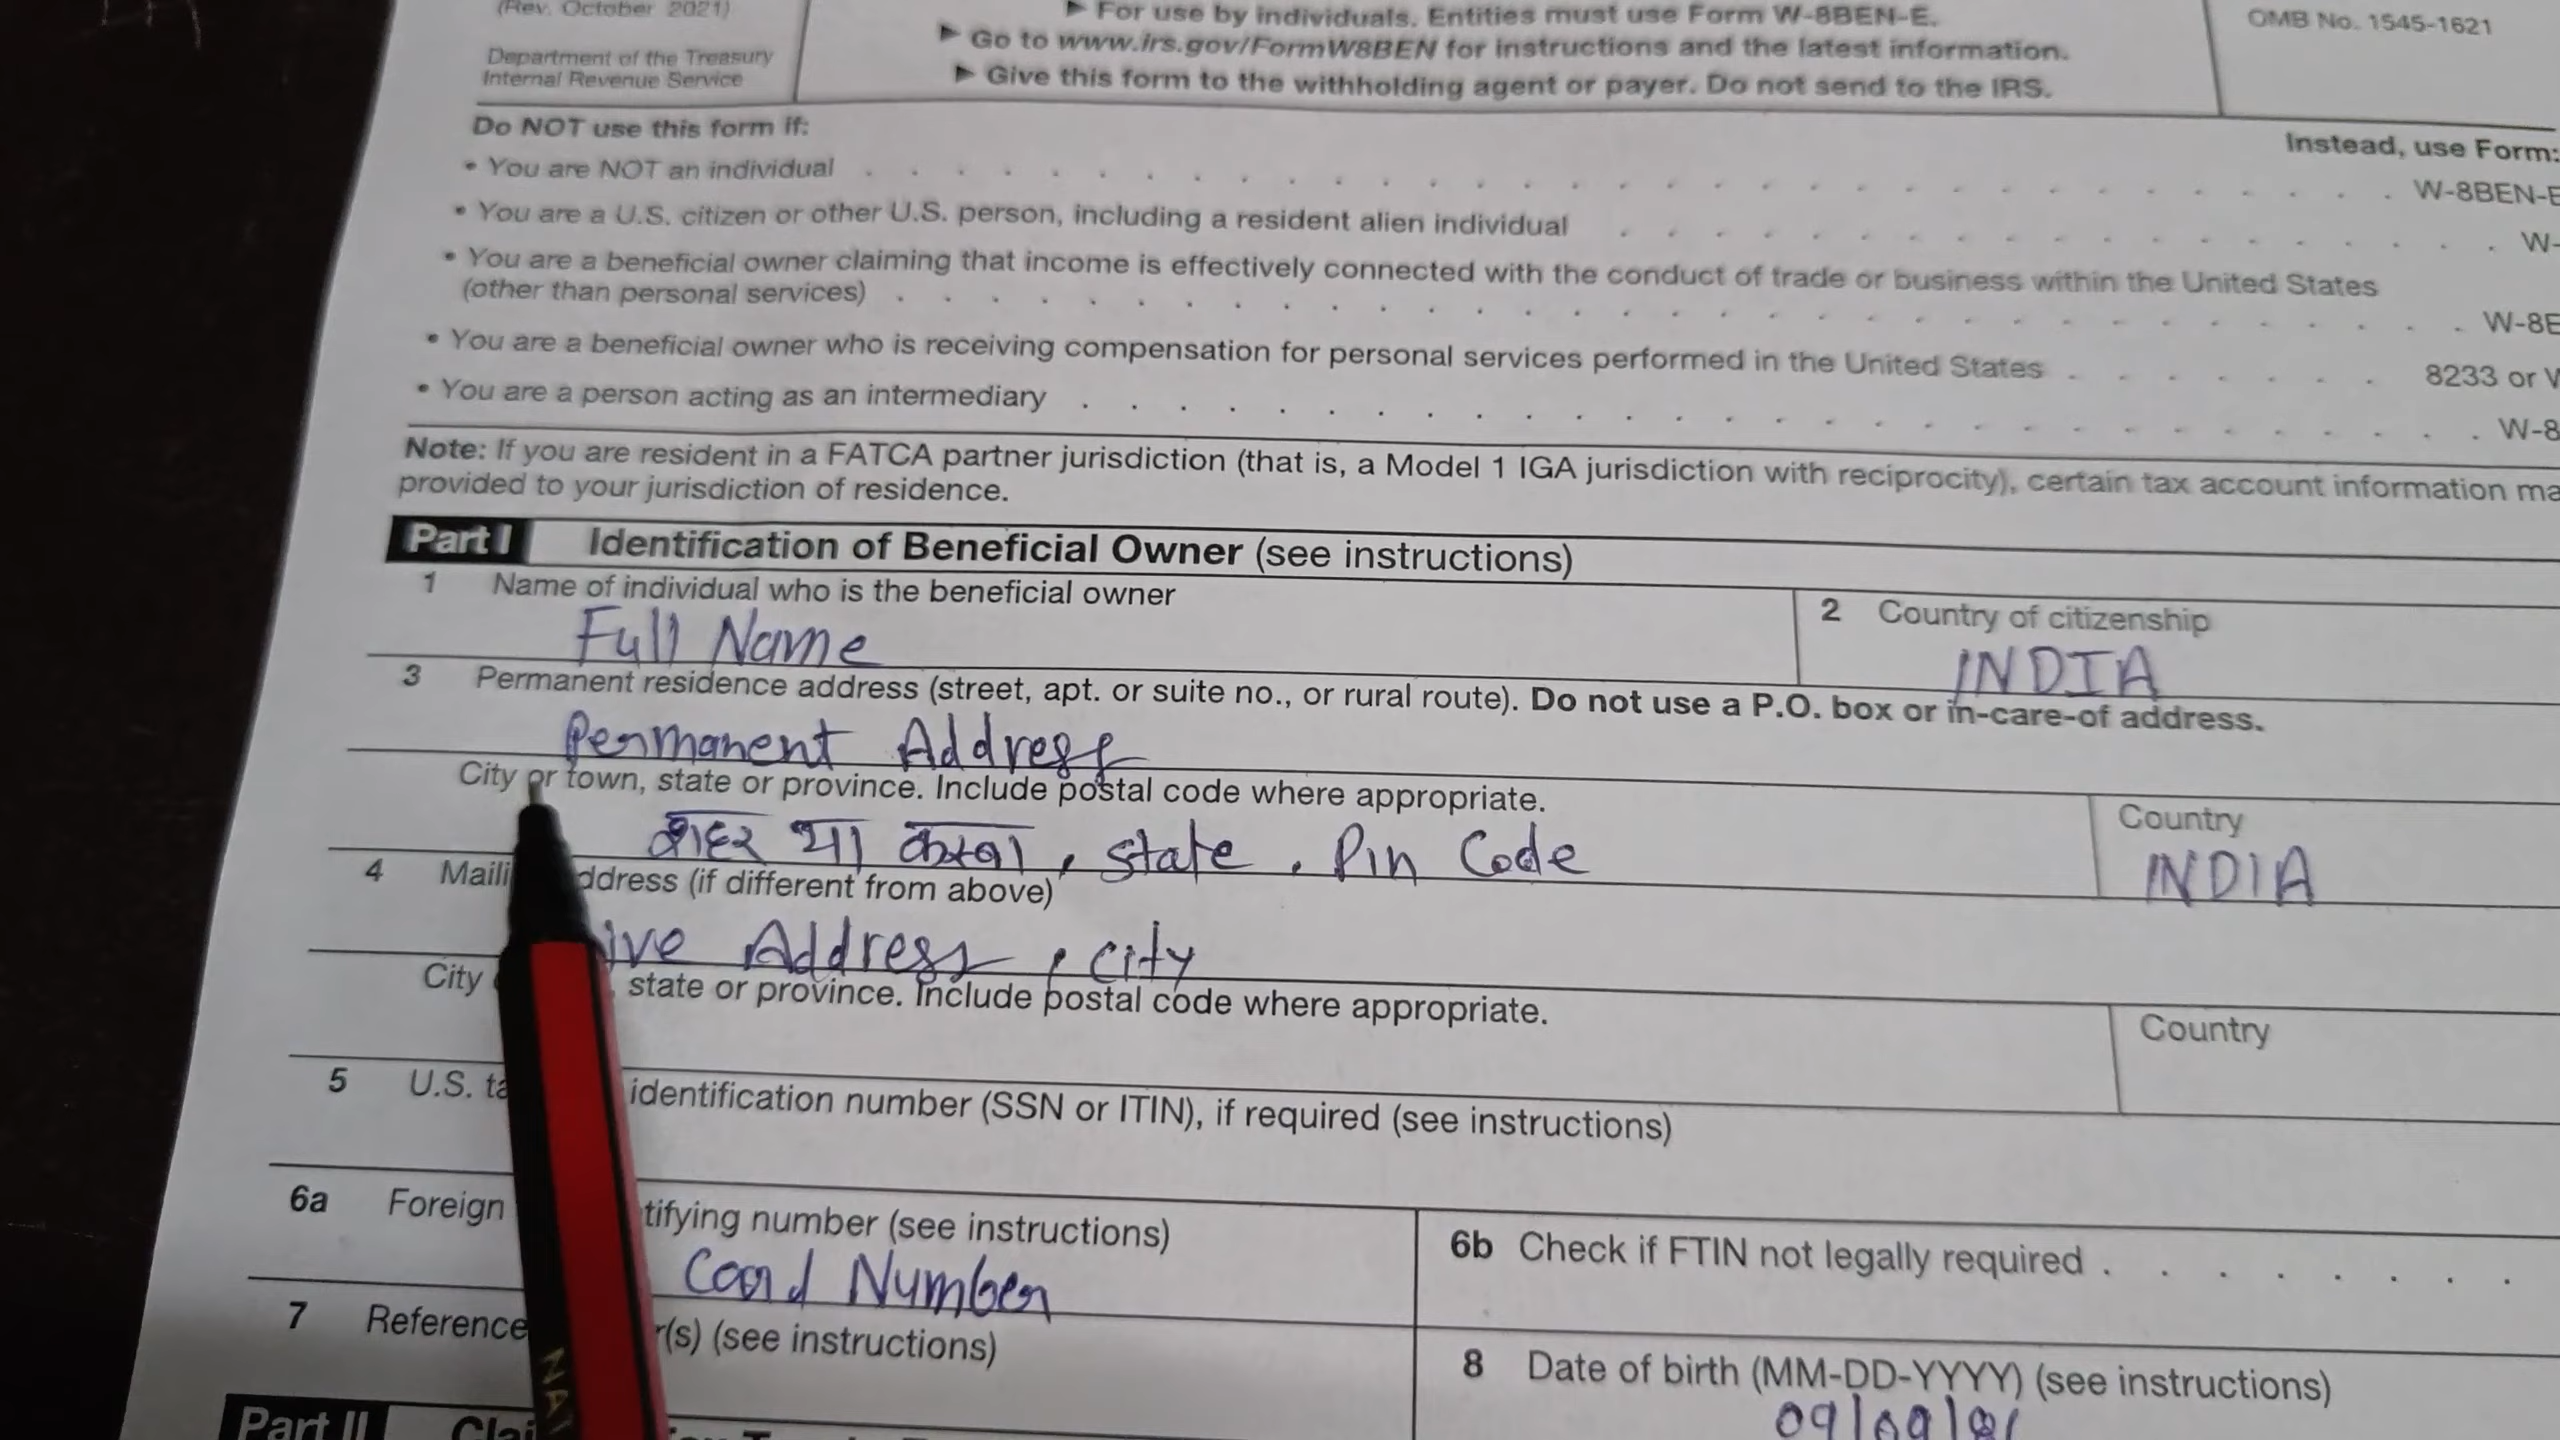 (Rev. October 2021)
Department of the Treasury
Internal Revenue Service
▶ For use by individuals. Entities must use Form W-8BEN-E.
▶ Go to www.irs.gov/FormW8BEN for instructions and the latest information.
▶ Give this form to the withholding agent or payer. Do not send to the IRS.
OMB No. 1545-1621
Do NOT use this form if:
Instead, use Form:
• You are NOT an individual . . . W-8BEN-E
• You are a U.S. citizen or other U.S. person, including a resident alien individual . . . W-
• You are a beneficial owner claiming that income is effectively connected with the conduct of trade or business within the United States
(other than personal services) . . . W-8E
• You are a beneficial owner who is receiving compensation for personal services performed in the United States . . . 8233 or W
• You are a person acting as an intermediary . . . W-8
Note: If you are resident in a FATCA partner jurisdiction (that is, a Model 1 IGA jurisdiction with reciprocity), certain tax account information ma
provided to your jurisdiction of residence.
Part I Identification of Beneficial Owner (see instructions)
1 Name of individual who is the beneficial owner
Full Name
2 Country of citizenship
INDIA
3 Permanent residence address (street, apt. or suite no., or rural route). Do not use a P.O. box or in-care-of address.
Permanent Address
City or town, state or province. Include postal code where appropriate.
शहर या कस्बा, state, Pin Code
Country
INDIA
4 Maili ddress (if different from above)
ive Address, city
City state or province. Include postal code where appropriate.
Country
5 U.S. ta identification number (SSN or ITIN), if required (see instructions)
6a Foreign tifying number (see instructions)
Card Number
6b Check if FTIN not legally required . . . . . . .
7 Reference r(s) (see instructions)
8 Date of birth (MM-DD-YYYY) (see instructions)
Part II Clai